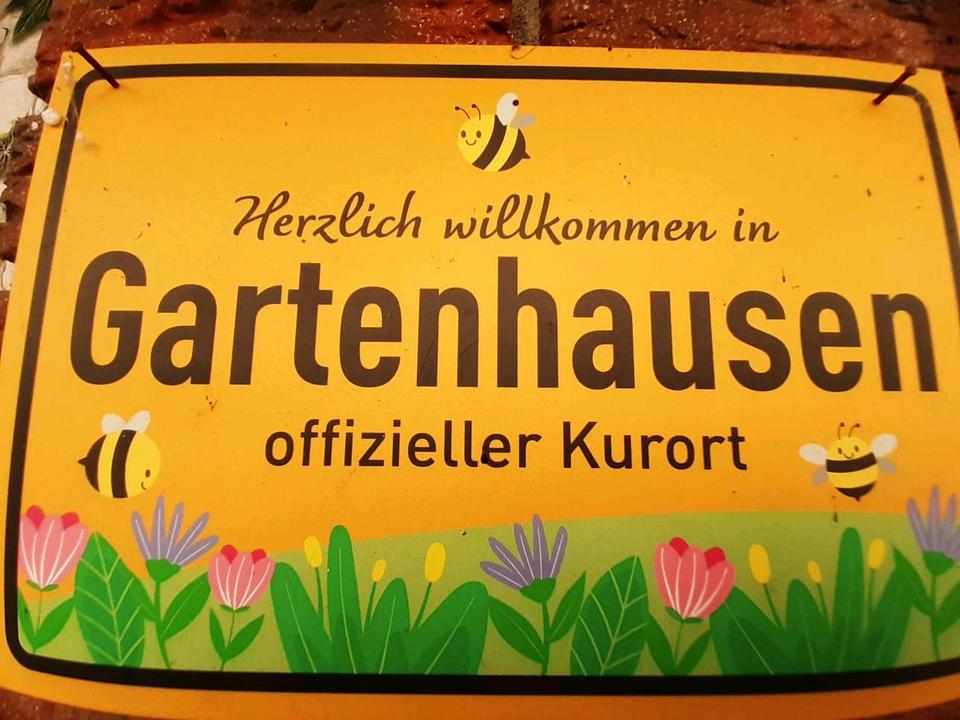 Herzlich willkommen in
Gartenhausen
offizieller Kurort